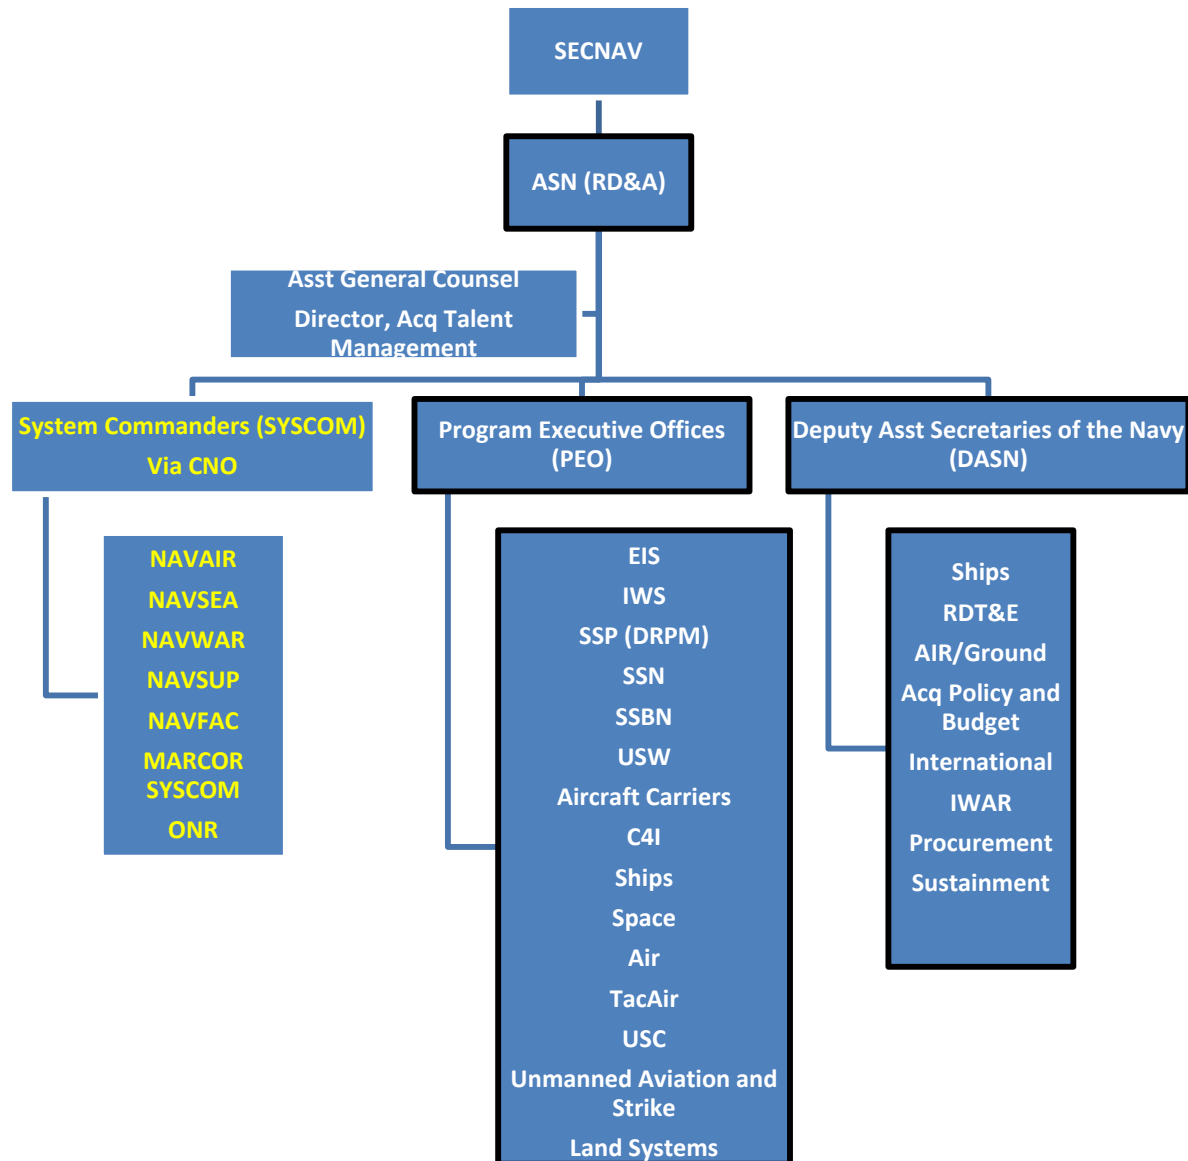 SECNAV
ASN (RD&A)
Asst General Counsel
Director, Acq Talent
Management
System Commanders (SYSCOM)
Via CNO
Program Executive Offices
(PEO)
Deputy Asst Secretaries of the Navy
(DASN)
NAVAIR
NAVSEA
NAVWAR
NAVSUP
NAVFAC
MARCOR
SYSCOM
ONR
EIS
IWS
SSP (DRPM)
SSN
SSBN
USW
Aircraft Carriers
C4I
Ships
Space
Air
TacAir
USC
Unmanned Aviation and
Strike
Land Systems
Ships
RDT&E
AIR/Ground
Acq Policy and
Budget
International
IWAR
Procurement
Sustainment